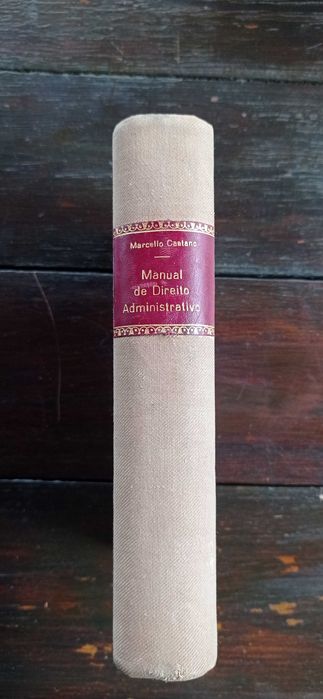 Marcello Caetano
Manual
de Direito
Administrativo